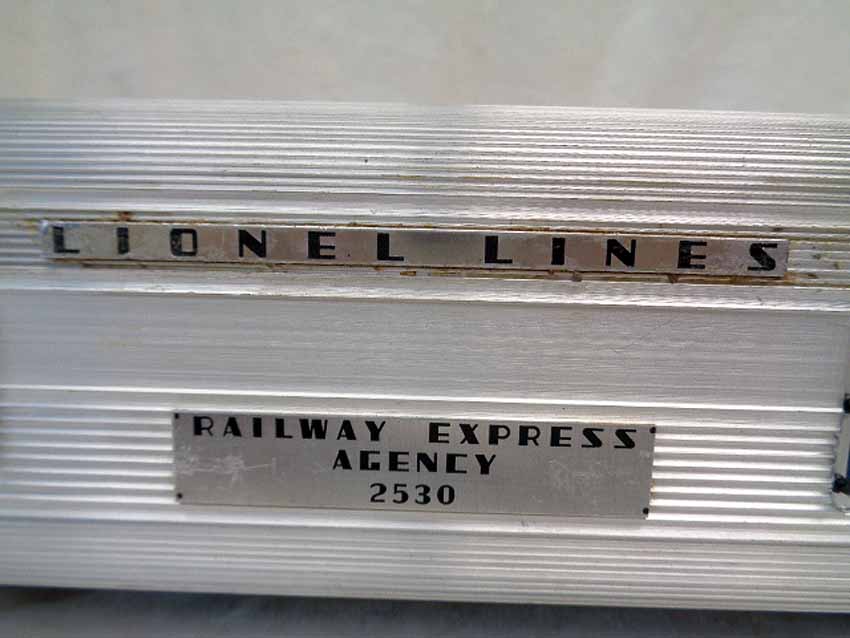 LIONEL LINES
RAILWAY EXPRESS
AGENCY
2530